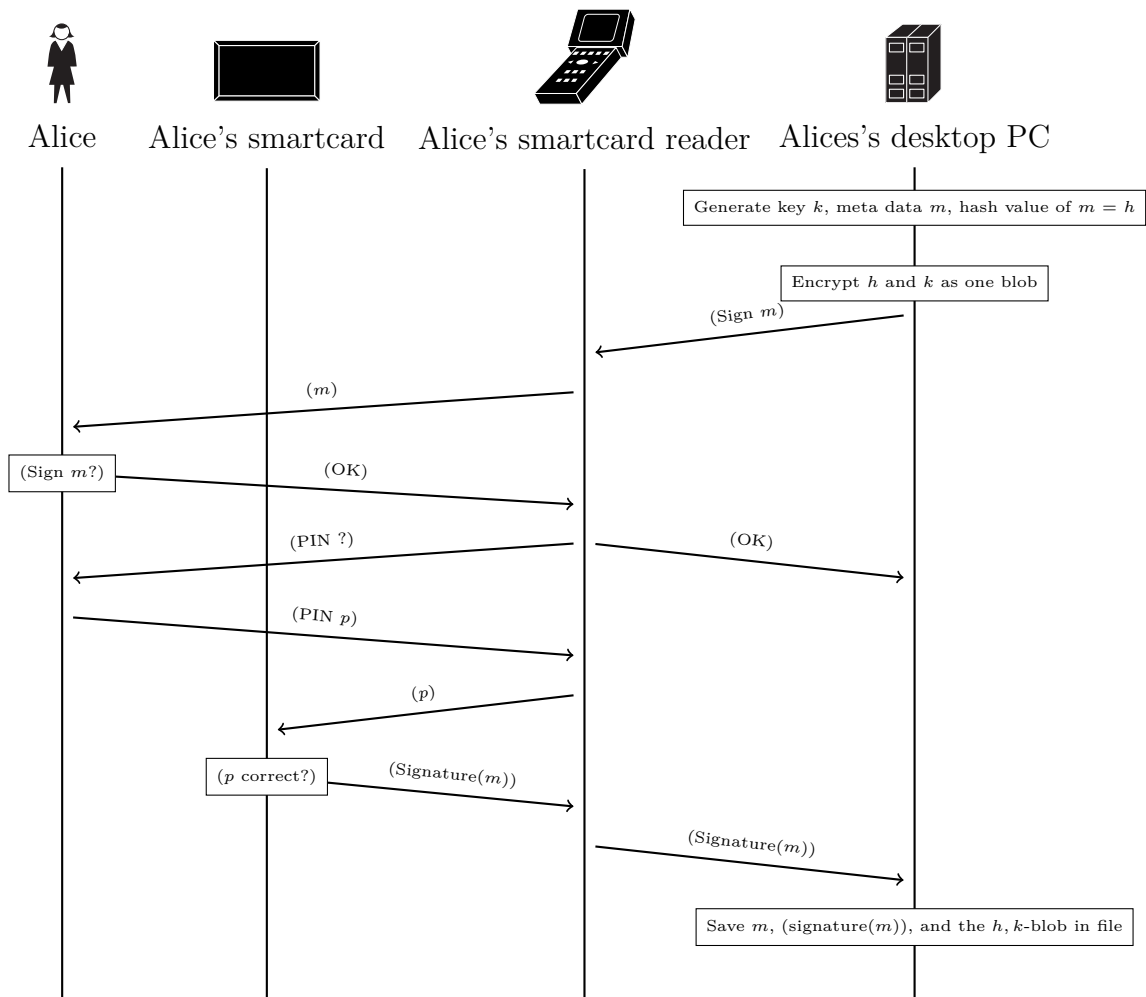 Alice
Alice's smartcard
Alice's smartcard reader
Alices's desktop PC
Generate key k, meta data m, hash value of m = h
Encrypt h and k as one blob
(Sign m)
(m)
(Sign m?)
(OK)
(PIN ?)
(OK)
(PIN p)
(p)
(p correct?)
(Signature(m))
(Signature(m))
Save m, (signature(m)), and the h, k-blob in file